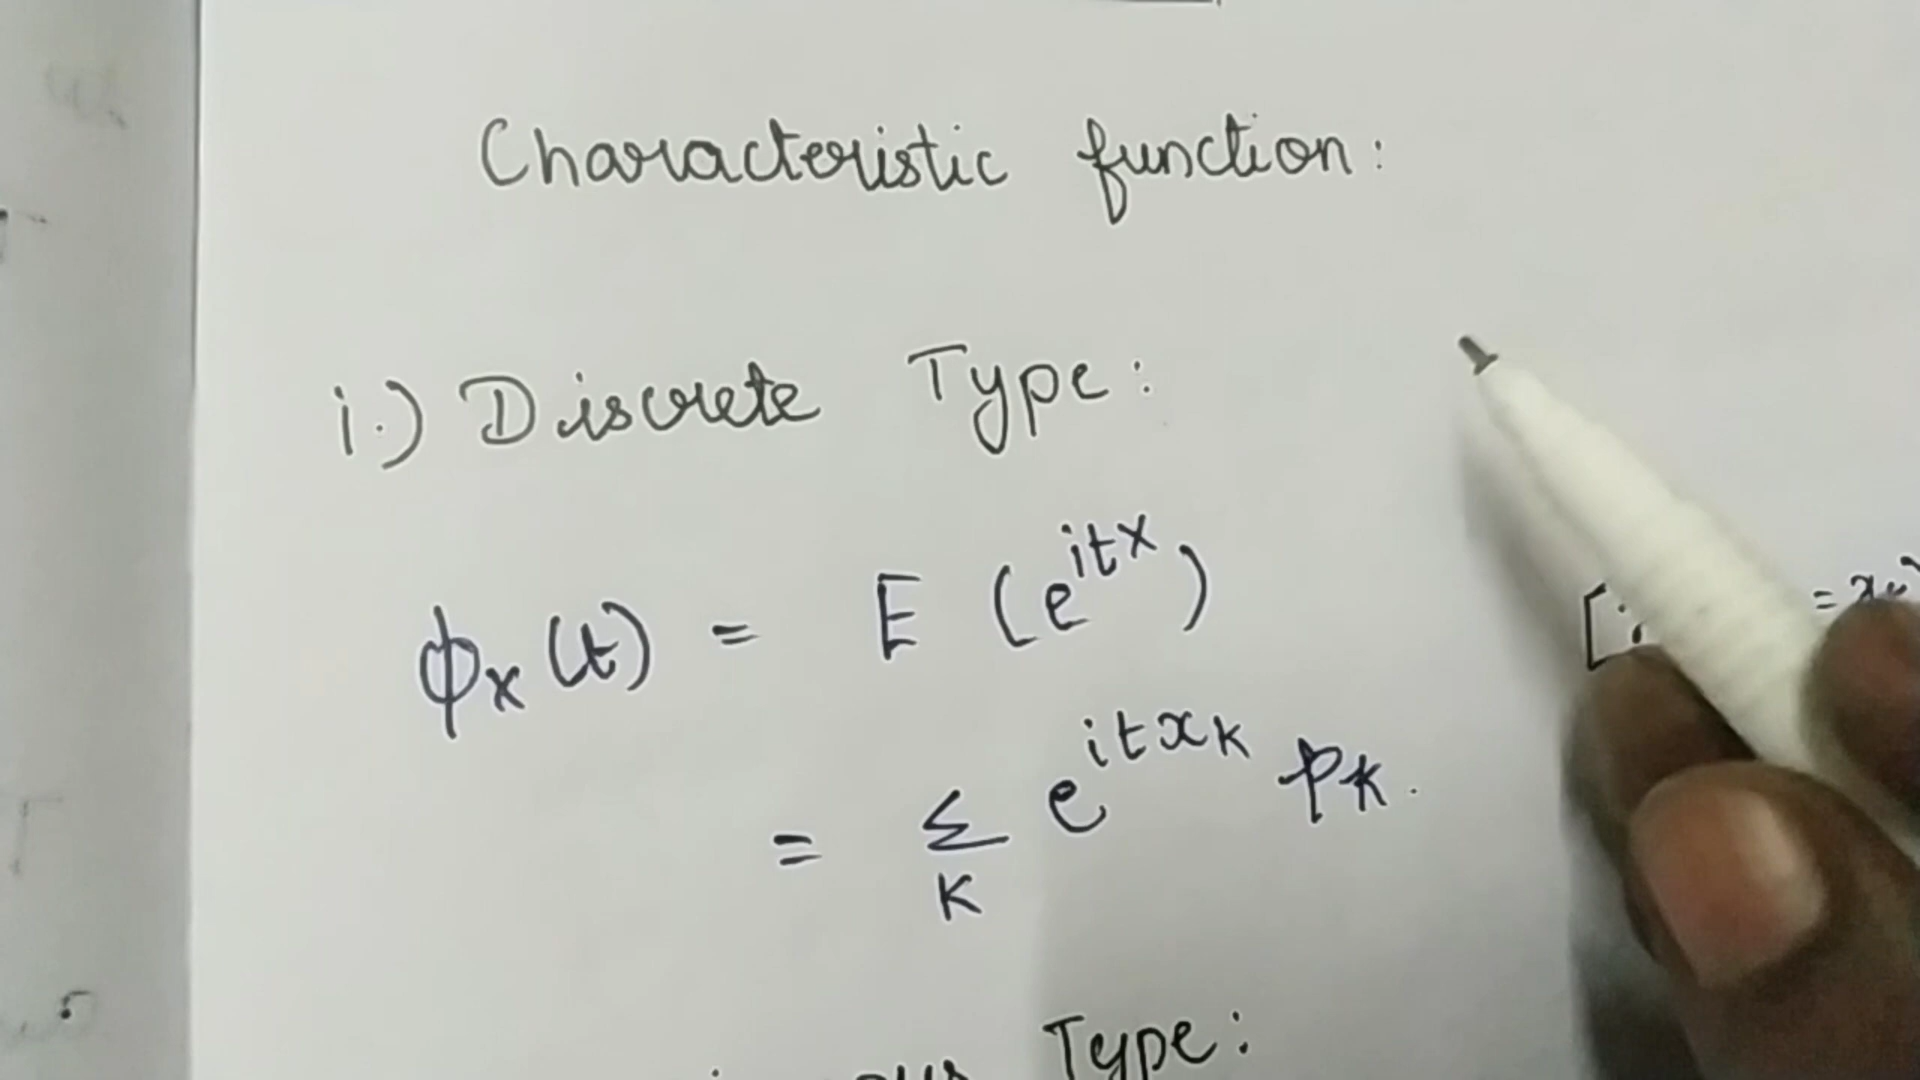 Characteristic function:
i.) Discrete Type:
ϕₓ(t) = E (e^{itX})
= Σ_K e^{itx_K} p_K.
Type: